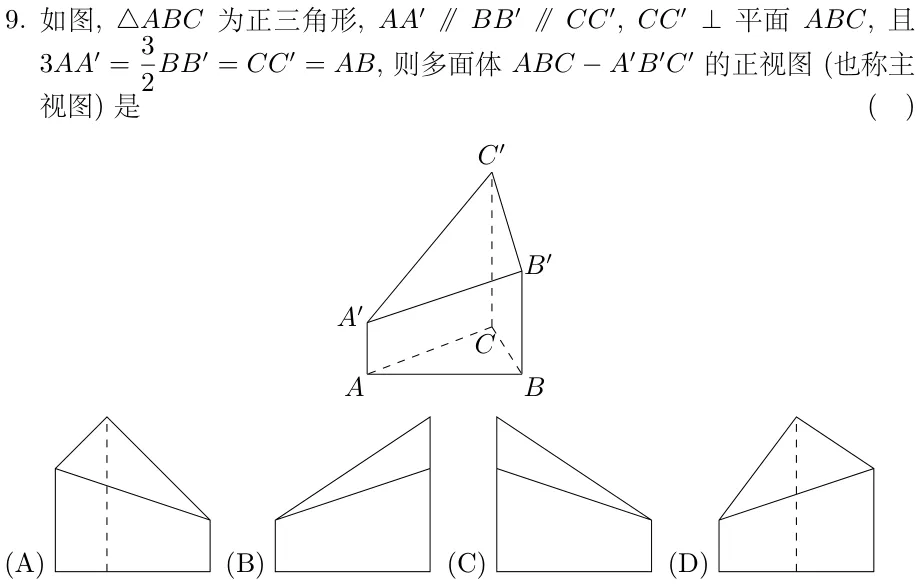 9. 如图, △ABC 为正三角形, AA′ ∥ BB′ ∥ CC′, CC′ ⊥ 平面 ABC, 且
3AA′ = \frac{3}{2}BB′ = CC′ = AB, 则多面体 ABC − A′B′C′ 的正视图 (也称主
视图) 是 ( )
C′
B′
A′
C
A B
(A) (B) (C) (D)